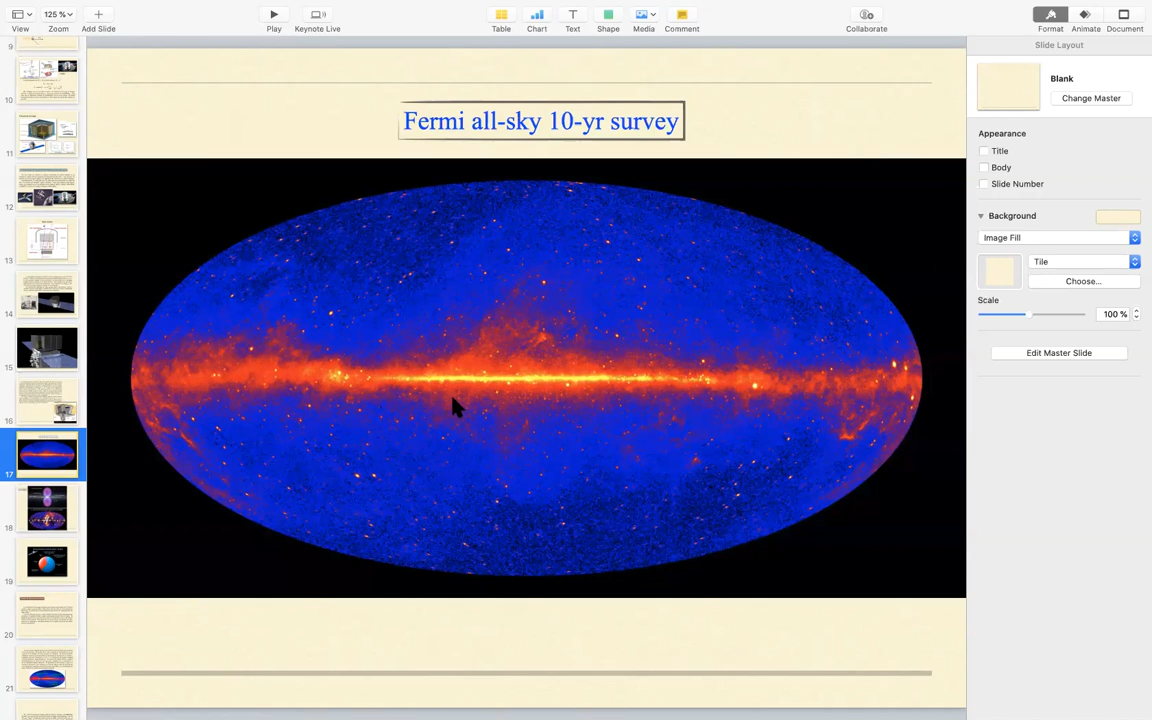 125 %
View
Zoom
Add Slide
Play
Keynote Live
Table
Chart
Text
Shape
Media
Comment
Collaborate
Format
Animate
Document
Slide Layout
Blank
Change Master
Appearance
Title
Body
Slide Number
Background
Image Fill
Tile
Choose...
Scale
100 %
Edit Master Slide
Fermi all-sky 10-yr survey
9
10
11
12
13
14
15
16
17
18
19
20
21